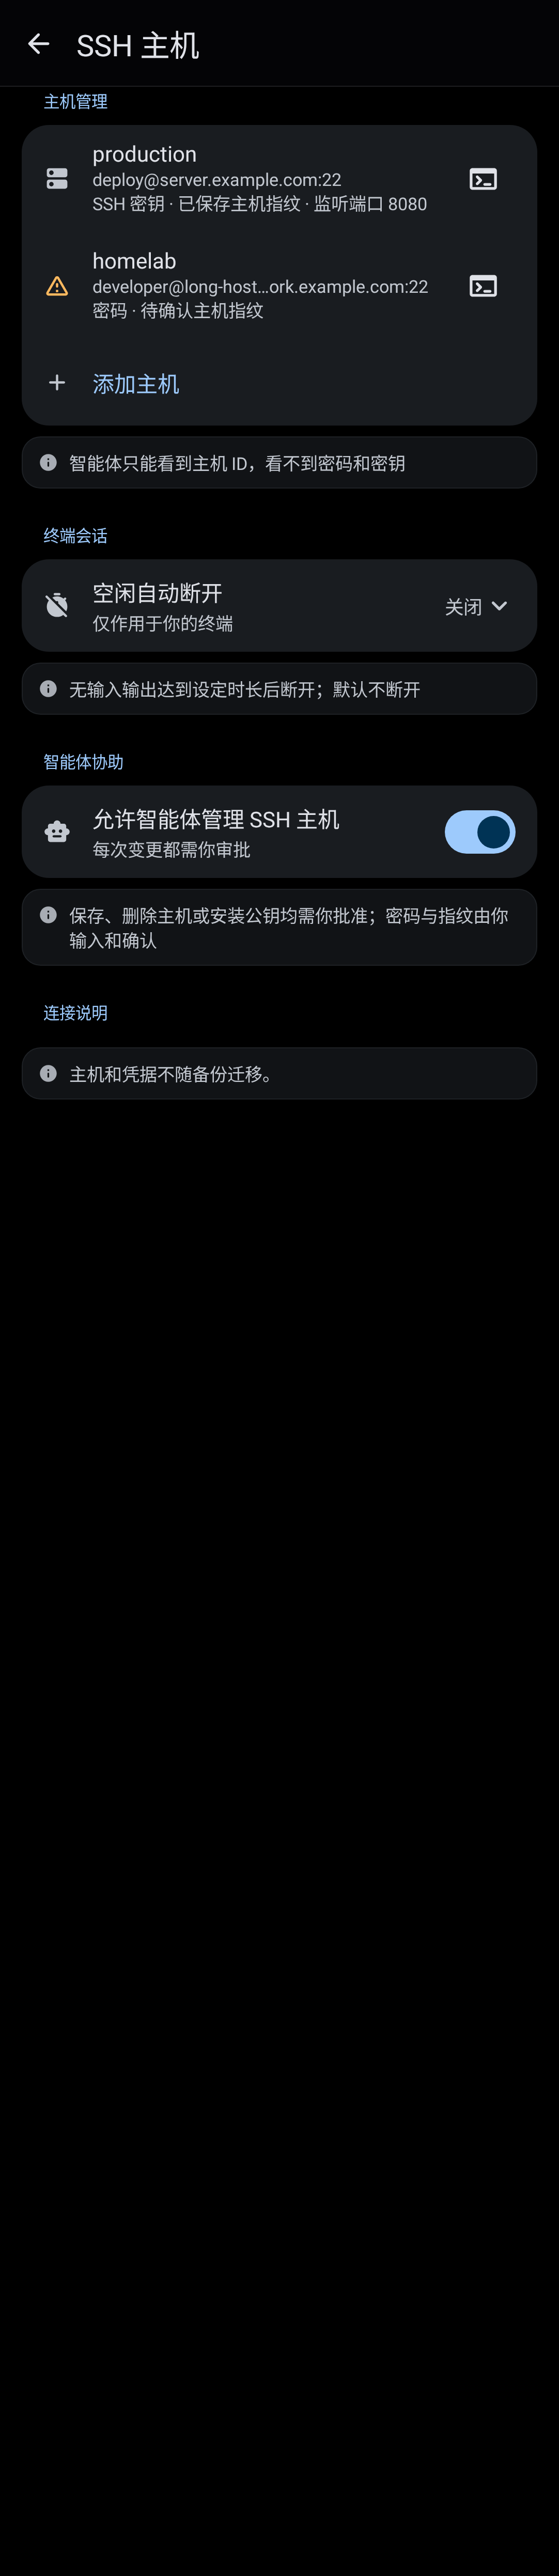 SSH 主机
主机管理
production
deploy@server.example.com:22
SSH 密钥 · 已保存主机指纹 · 监听端口 8080
homelab
developer@long-host…ork.example.com:22
密码 · 待确认主机指纹
添加主机
智能体只能看到主机 ID，看不到密码和密钥
终端会话
空闲自动断开
仅作用于你的终端
关闭
无输入输出达到设定时长后断开；默认不断开
智能体协助
允许智能体管理 SSH 主机
每次变更都需你审批
保存、删除主机或安装公钥均需你批准；密码与指纹由你
输入和确认
连接说明
主机和凭据不随备份迁移。